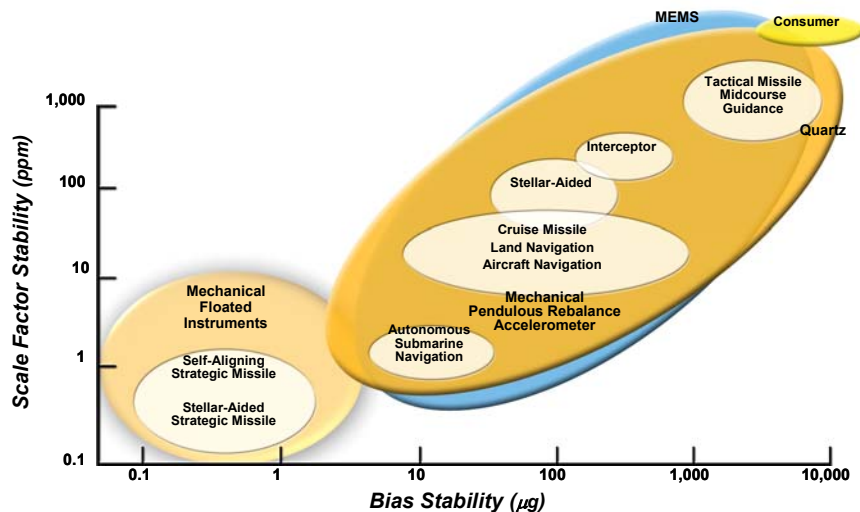 MEMS
Consumer
Tactical Missile
Midcourse
Guidance
Quartz
Interceptor
Stellar-Aided
Cruise Missile
Land Navigation
Aircraft Navigation
Mechanical
Pendulous Rebalance
Accelerometer
Autonomous
Submarine
Navigation
Mechanical
Floated
Instruments
Self-Aligning
Strategic Missile
Stellar-Aided
Strategic Missile
Scale Factor Stability (ppm)
1,000
100
10
1
0.1
0.1
1
10
100
1,000
10,000
Bias Stability (µg)